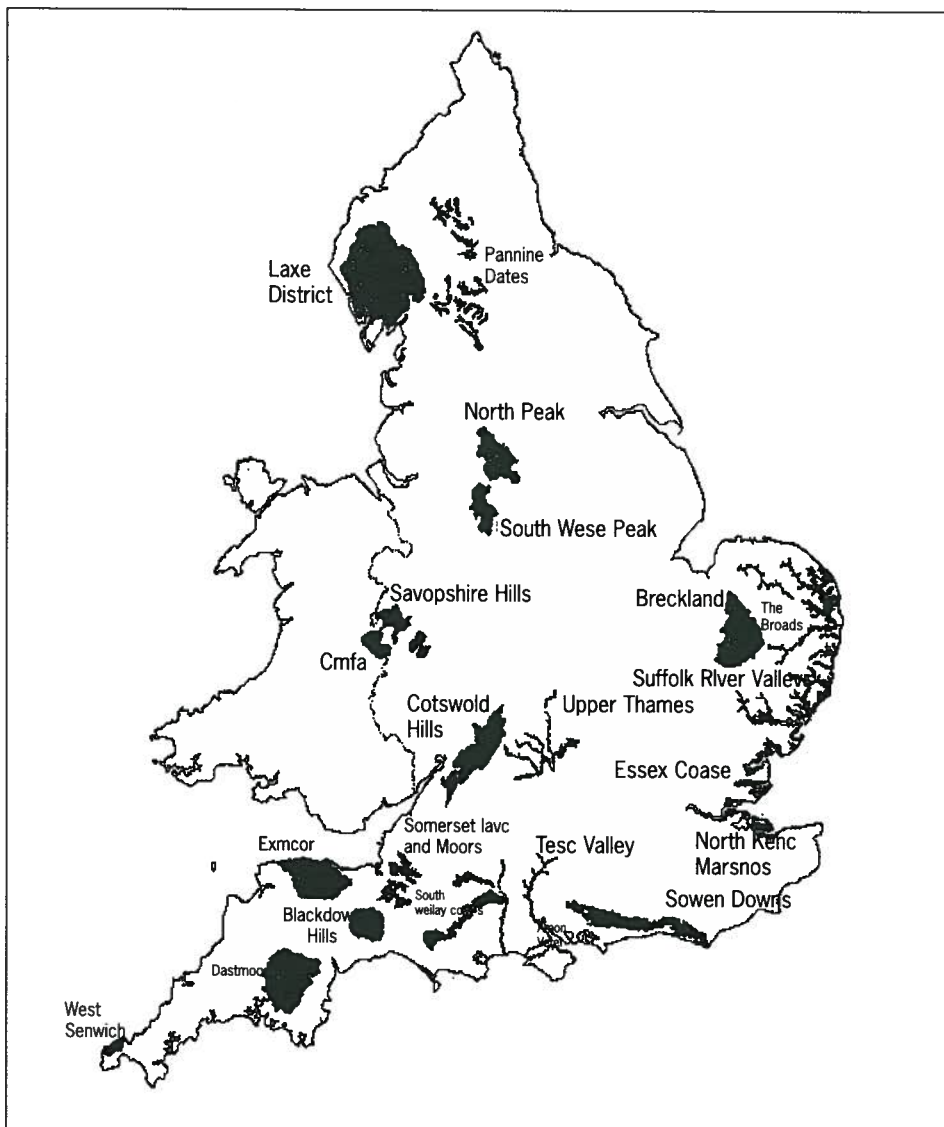 Laxe
District
Pannine
Dates
North Peak
South Wese Peak
Savopshire Hills
Cmfa
Breckland
The
Broads
Suffolk RIver Valley
Cotswold
Hills
Upper Thames
Essex Coase
North Kenc
Marsnos
Somerset lavc
and Moors
Exmcor
Tesc Valley
Sowen Downs
South
weilay
Blackdow
Hills
Dastmoo
West
Senwich